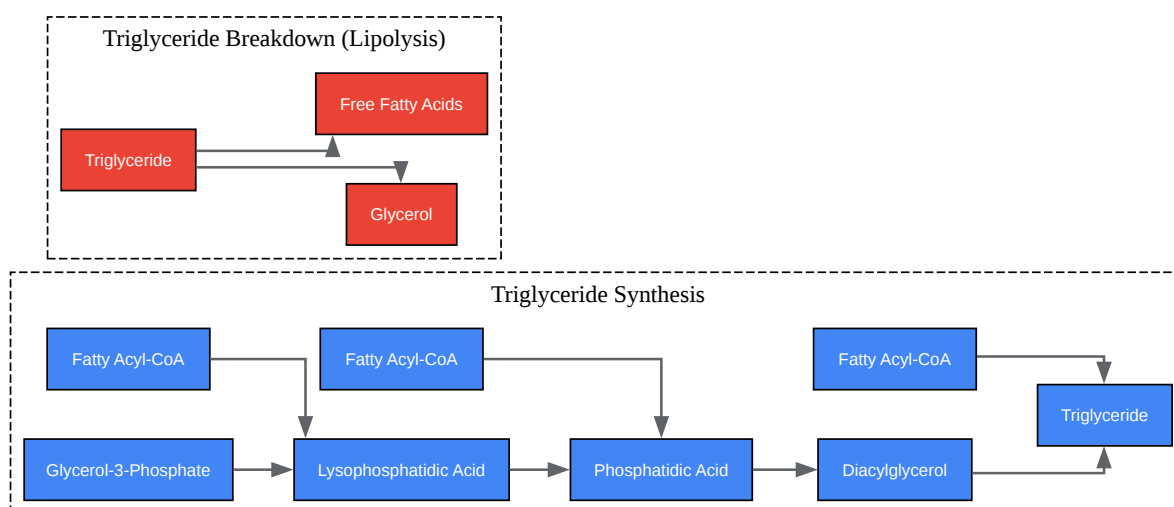 Triglyceride Breakdown (Lipolysis)
Free Fatty Acids
Triglyceride
Glycerol
Triglyceride Synthesis
Fatty Acyl-CoA
Fatty Acyl-CoA
Fatty Acyl-CoA
Triglyceride
Glycerol-3-Phosphate
Lysophosphatidic Acid
Phosphatidic Acid
Diacylglycerol